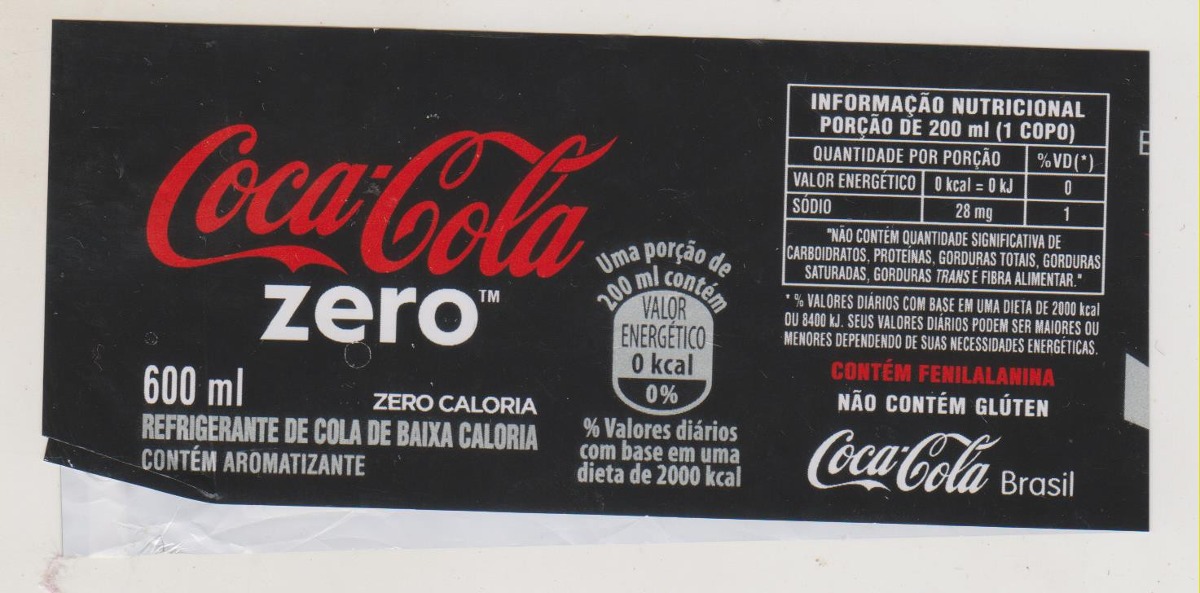 Coca-Cola
zero™
600 ml
ZERO CALORIA
REFRIGERANTE DE COLA DE BAIXA CALORIA
CONTÉM AROMATIZANTE
Uma porção de
200 ml contém
VALOR
ENERGÉTICO
0 kcal
0%
% Valores diários
com base em uma
dieta de 2000 kcal
INFORMAÇÃO NUTRICIONAL
PORÇÃO DE 200 ml (1 COPO)
QUANTIDADE POR PORÇÃO %VD(*)
VALOR ENERGÉTICO 0 kcal = 0 kJ 0
SÓDIO 28 mg 1
"NÃO CONTÉM QUANTIDADE SIGNIFICATIVA DE
CARBOIDRATOS, PROTEÍNAS, GORDURAS TOTAIS, GORDURAS
SATURADAS, GORDURAS TRANS E FIBRA ALIMENTAR."
* % VALORES DIÁRIOS COM BASE EM UMA DIETA DE 2000 kcal
OU 8400 kJ. SEUS VALORES DIÁRIOS PODEM SER MAIORES OU
MENORES DEPENDENDO DE SUAS NECESSIDADES ENERGÉTICAS.
CONTÉM FENILALANINA
NÃO CONTÉM GLÚTEN
Coca-Cola Brasil